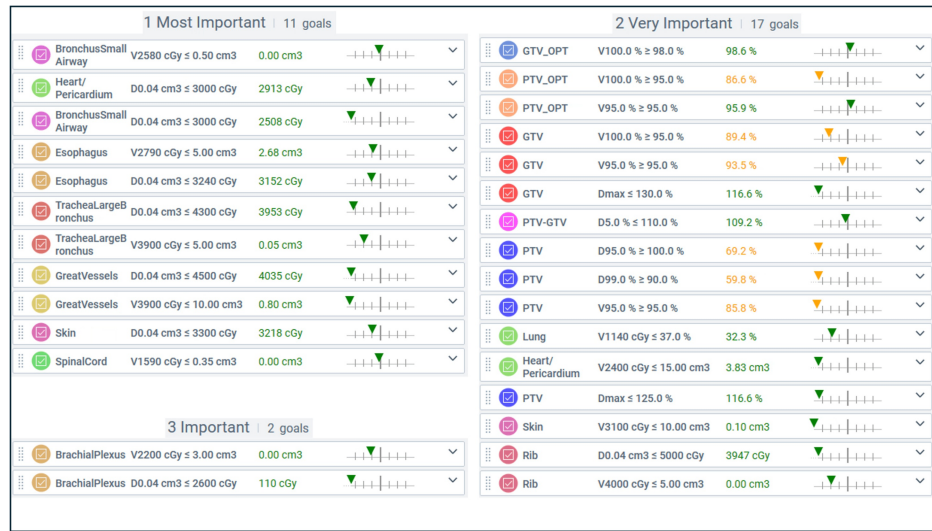 1 Most Important | 11 goals
BronchusSmall
Airway V2580 cGy ≤ 0.50 cm3 0.00 cm3
Heart/
Pericardium D0.04 cm3 ≤ 3000 cGy 2913 cGy
BronchusSmall
Airway D0.04 cm3 ≤ 3000 cGy 2508 cGy
Esophagus V2790 cGy ≤ 5.00 cm3 2.68 cm3
Esophagus D0.04 cm3 ≤ 3240 cGy 3152 cGy
TracheaLargeB
ronchus D0.04 cm3 ≤ 4300 cGy 3953 cGy
TracheaLargeB
ronchus V3900 cGy ≤ 5.00 cm3 0.05 cm3
GreatVessels D0.04 cm3 ≤ 4500 cGy 4035 cGy
GreatVessels V3900 cGy ≤ 10.00 cm3 0.80 cm3
Skin D0.04 cm3 ≤ 3300 cGy 3218 cGy
SpinalCord V1590 cGy ≤ 0.35 cm3 0.00 cm3
3 Important | 2 goals
BrachialPlexus V2200 cGy ≤ 3.00 cm3 0.00 cm3
BrachialPlexus D0.04 cm3 ≤ 2600 cGy 110 cGy
2 Very Important | 17 goals
GTV_OPT V100.0 % ≥ 98.0 % 98.6 %
PTV_OPT V100.0 % ≥ 95.0 % 86.6 %
PTV_OPT V95.0 % ≥ 95.0 % 95.9 %
GTV V100.0 % ≥ 95.0 % 89.4 %
GTV V95.0 % ≥ 95.0 % 93.5 %
GTV Dmax ≤ 130.0 % 116.6 %
PTV-GTV D5.0 % ≤ 110.0 % 109.2 %
PTV D95.0 % ≥ 100.0 % 69.2 %
PTV D99.0 % ≥ 90.0 % 59.8 %
PTV V95.0 % ≥ 95.0 % 85.8 %
Lung V1140 cGy ≤ 37.0 % 32.3 %
Heart/
Pericardium V2400 cGy ≤ 15.00 cm3 3.83 cm3
PTV Dmax ≤ 125.0 % 116.6 %
Skin V3100 cGy ≤ 10.00 cm3 0.10 cm3
Rib D0.04 cm3 ≤ 5000 cGy 3947 cGy
Rib V4000 cGy ≤ 5.00 cm3 0.00 cm3